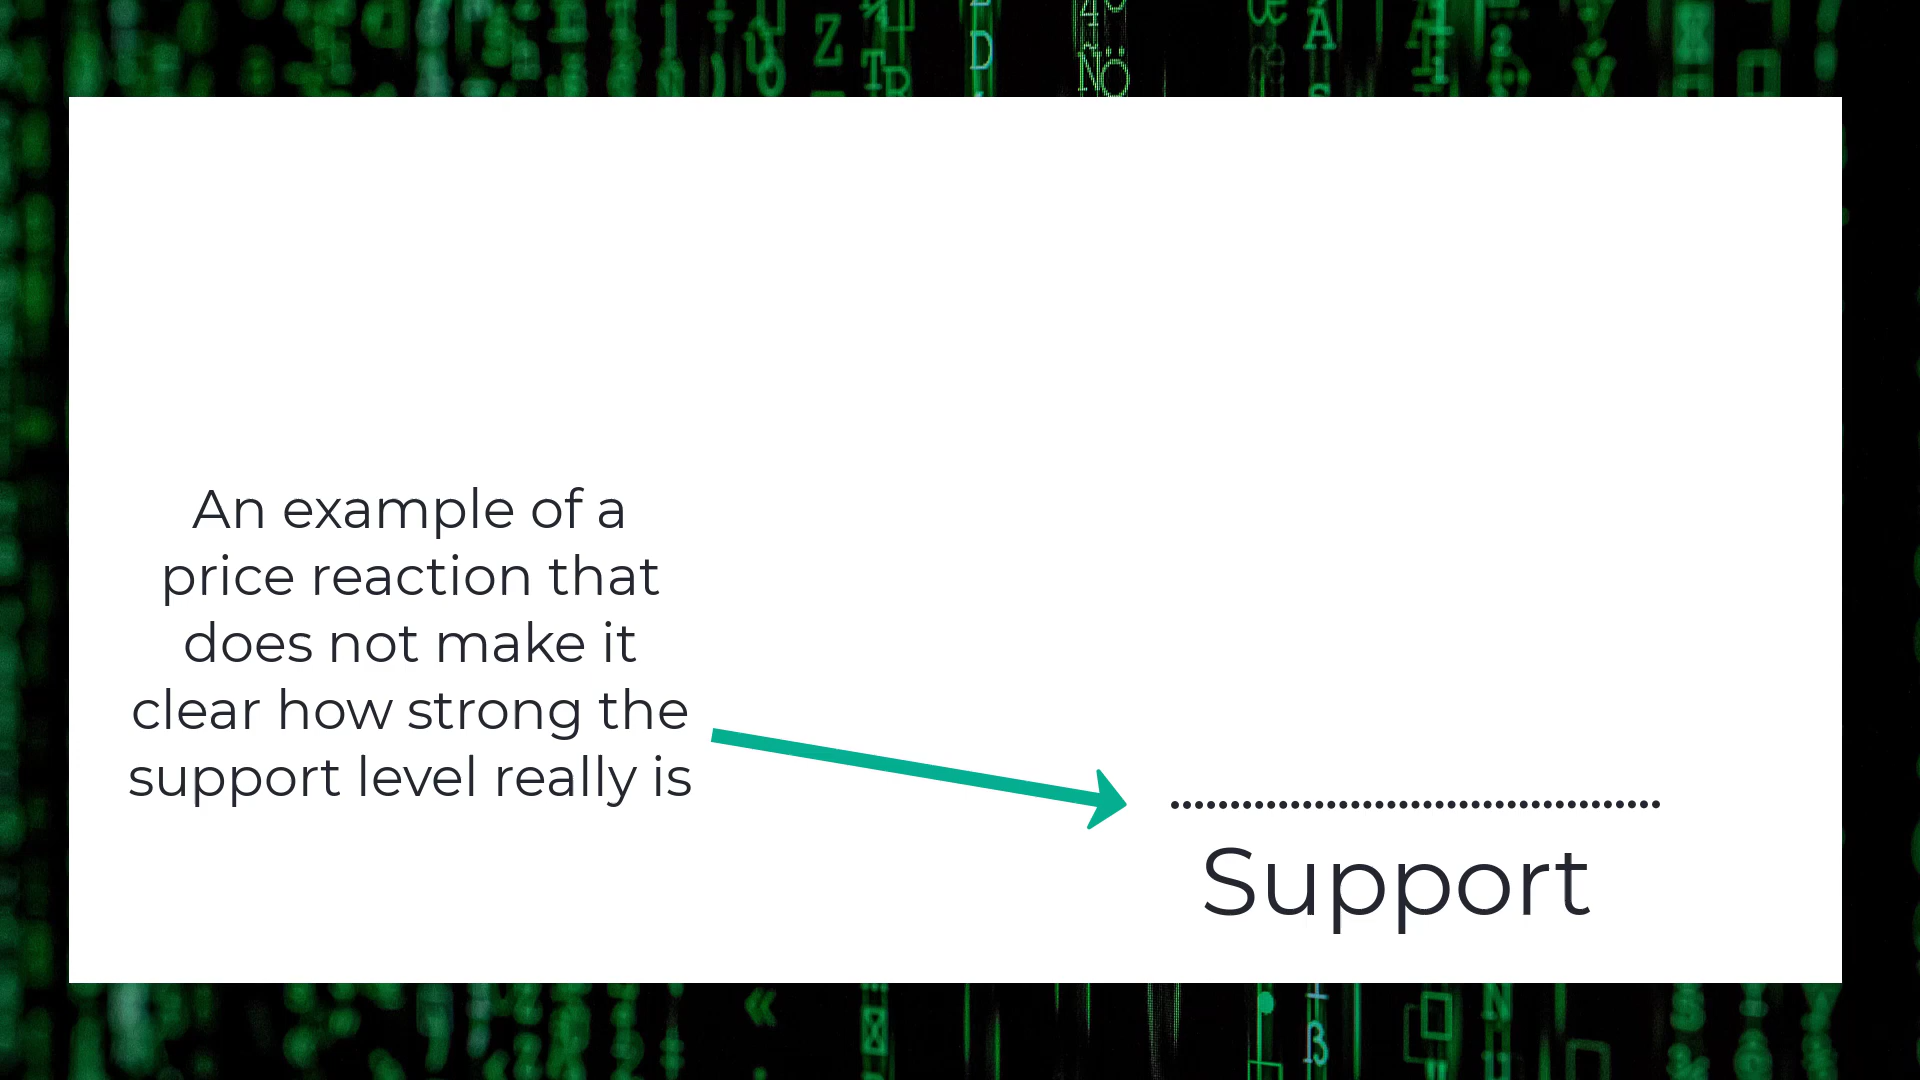 An example of a
price reaction that
does not make it
clear how strong the
support level really is
Support